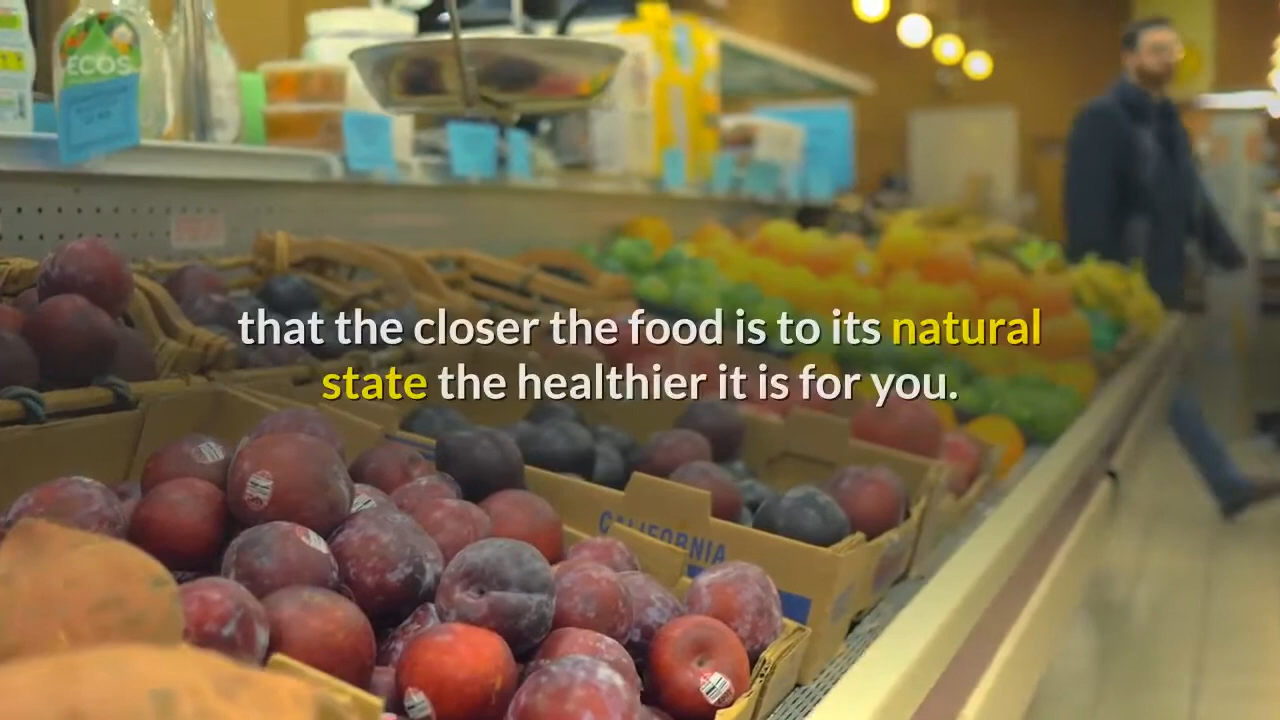 ECOS
that the closer the food is to its natural
state the healthier it is for you.
CALIFORNIA